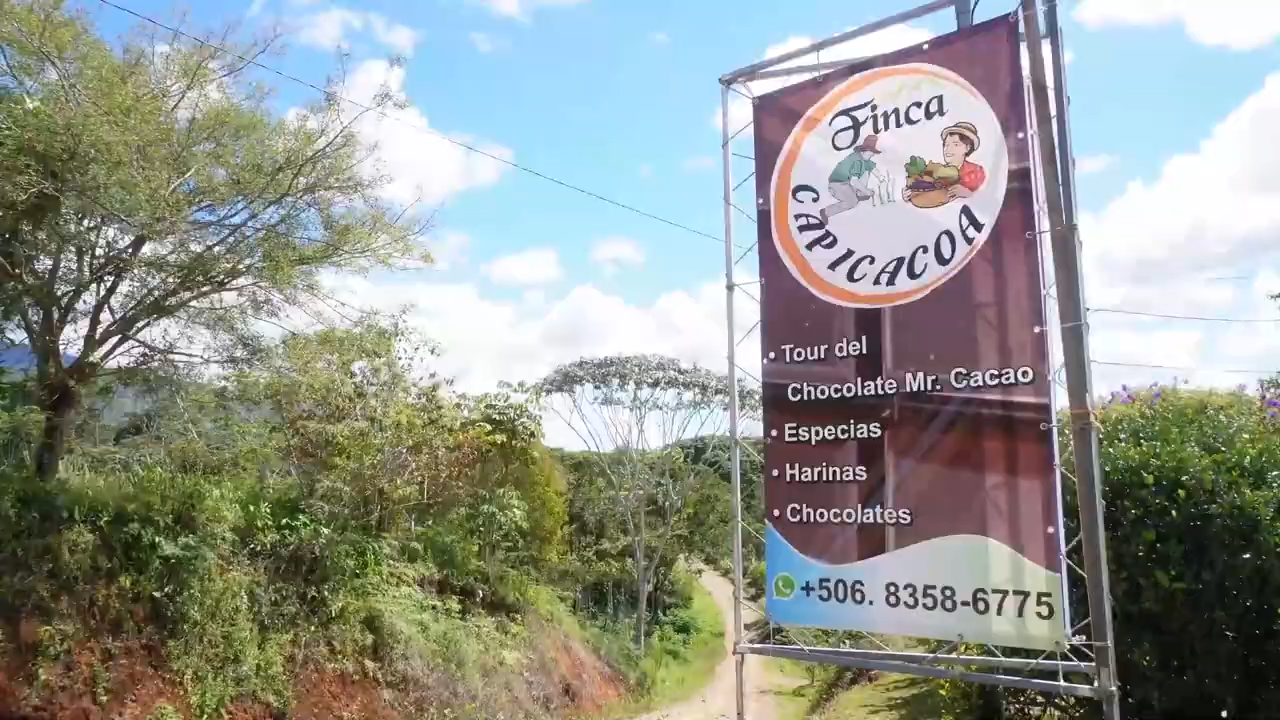 Finca
CAPICACOA
• Tour del
Chocolate Mr. Cacao
• Especias
• Harinas
• Chocolates
+506. 8358-6775